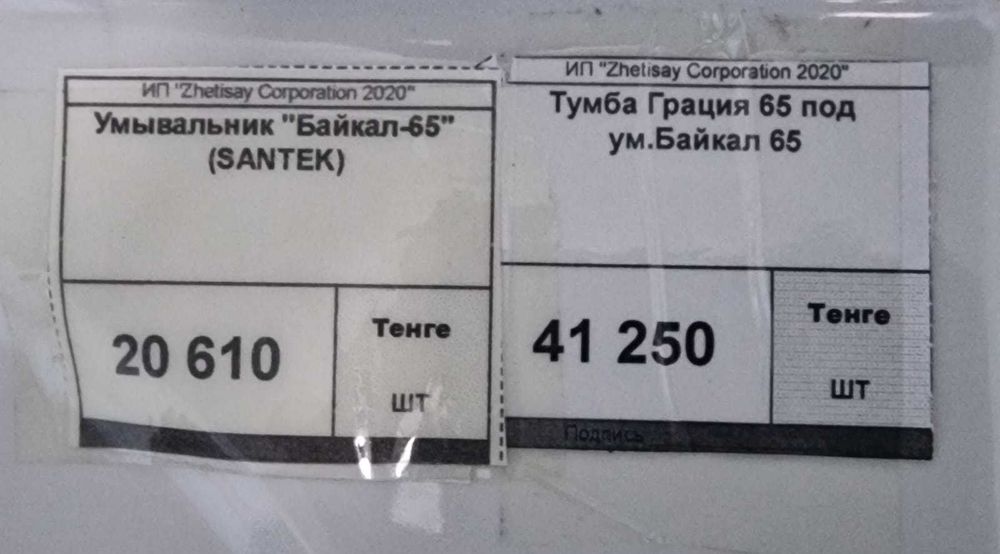 ИП "Zhetisay Corporation 2020"
Умывальник "Байкал-65"
(SANTEK)
20 610
Тенге
шт
ИП "Zhetisay Corporation 2020"
Тумба Грация 65 под
ум.Байкал 65
41 250
Тенге
шт
Подпись